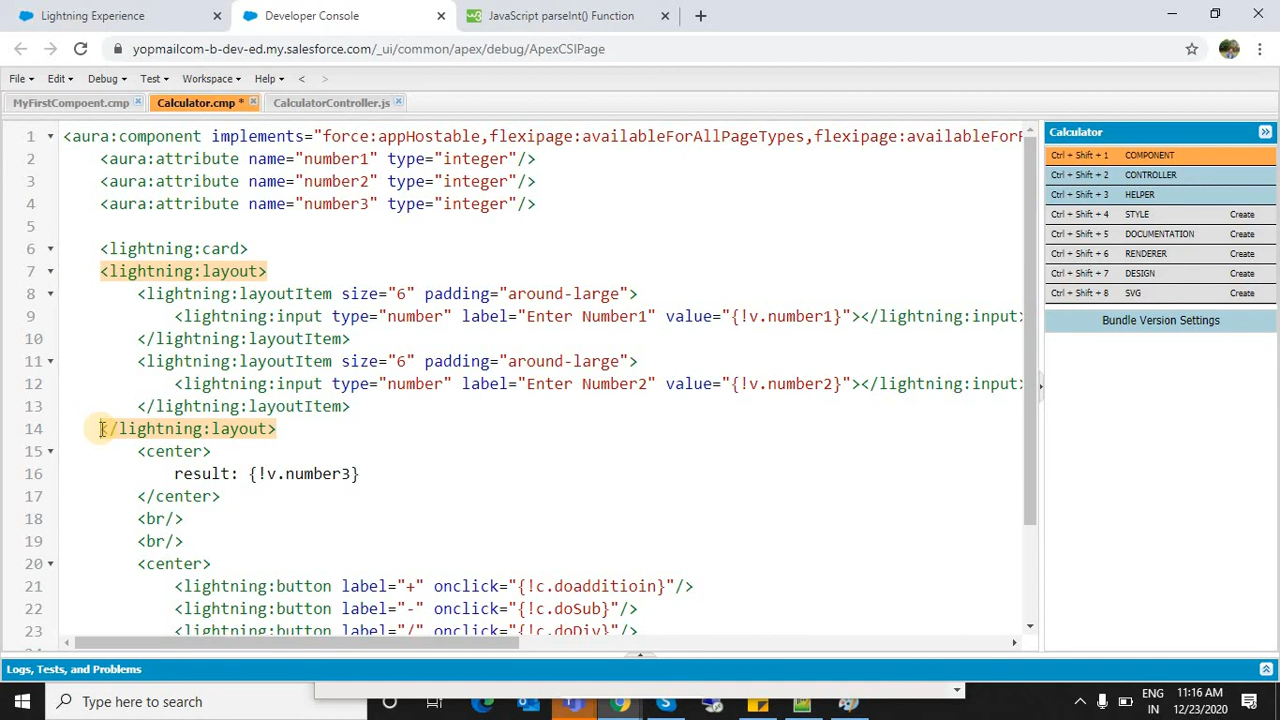 Lightning Experience
Developer Console
JavaScript parseInt() Function
yopmailcom-b-dev-ed.my.salesforce.com/_ui/common/apex/debug/ApexCSIPage
File Edit Debug Test Workspace Help < >
MyFirstCompoent.cmp
Calculator.cmp *
CalculatorController.js
1 <aura:component implements="force:appHostable,flexipage:availableForAllPageTypes,flexipage:availableForR
2 <aura:attribute name="number1" type="integer"/>
3 <aura:attribute name="number2" type="integer"/>
4 <aura:attribute name="number3" type="integer"/>
5
6 <lightning:card>
7 <lightning:layout>
8 <lightning:layoutItem size="6" padding="around-large">
9 <lightning:input type="number" label="Enter Number1" value="{!v.number1}"></lightning:input>
10 </lightning:layoutItem>
11 <lightning:layoutItem size="6" padding="around-large">
12 <lightning:input type="number" label="Enter Number2" value="{!v.number2}"></lightning:input>
13 </lightning:layoutItem>
14 </lightning:layout>
15 <center>
16 result: {!v.number3}
17 </center>
18 <br/>
19 <br/>
20 <center>
21 <lightning:button label="+" onclick="{!c.doadditioin}"/>
22 <lightning:button label="-" onclick="{!c.doSub}"/>
23 <lightning:button label="/" onclick="{!c.doDiv}"/>
Calculator
Ctrl + Shift + 1 COMPONENT
Ctrl + Shift + 2 CONTROLLER
Ctrl + Shift + 3 HELPER
Ctrl + Shift + 4 STYLE Create
Ctrl + Shift + 5 DOCUMENTATION Create
Ctrl + Shift + 6 RENDERER Create
Ctrl + Shift + 7 DESIGN Create
Ctrl + Shift + 8 SVG Create
Bundle Version Settings
Logs, Tests, and Problems
Type here to search
ENG
IN
11:16 AM
12/23/2020